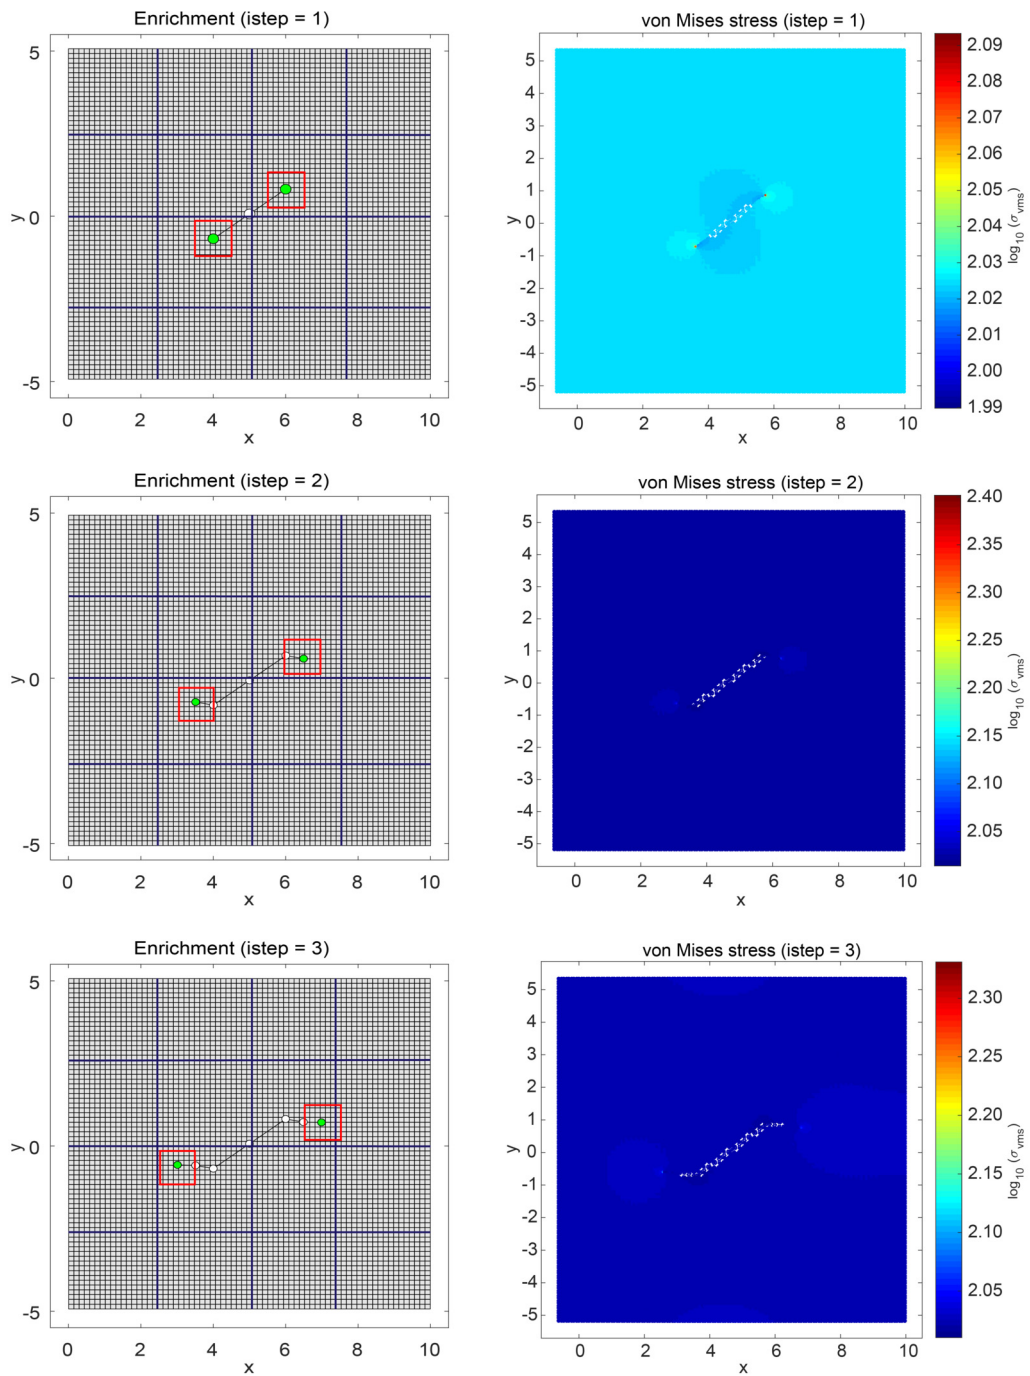 Enrichment (istep = 1)
5
0
-5
y
0 2 4 6 8 10
x
von Mises stress (istep = 1)
5
4
3
2
1
0
-1
-2
-3
-4
-5
y
0 2 4 6 8 10
x
2.09
2.08
2.07
2.06
2.05
2.04
2.03
2.02
2.01
2.00
1.99
log10 (σvms)
Enrichment (istep = 2)
5
0
-5
y
0 2 4 6 8 10
x
von Mises stress (istep = 2)
5
4
3
2
1
0
-1
-2
-3
-4
-5
y
0 2 4 6 8 10
x
2.40
2.35
2.30
2.25
2.20
2.15
2.10
2.05
log10 (σvms)
Enrichment (istep = 3)
5
0
-5
y
0 2 4 6 8 10
x
von Mises stress (istep = 3)
5
4
3
2
1
0
-1
-2
-3
-4
-5
y
0 2 4 6 8 10
x
2.30
2.25
2.20
2.15
2.10
2.05
log10 (σvms)